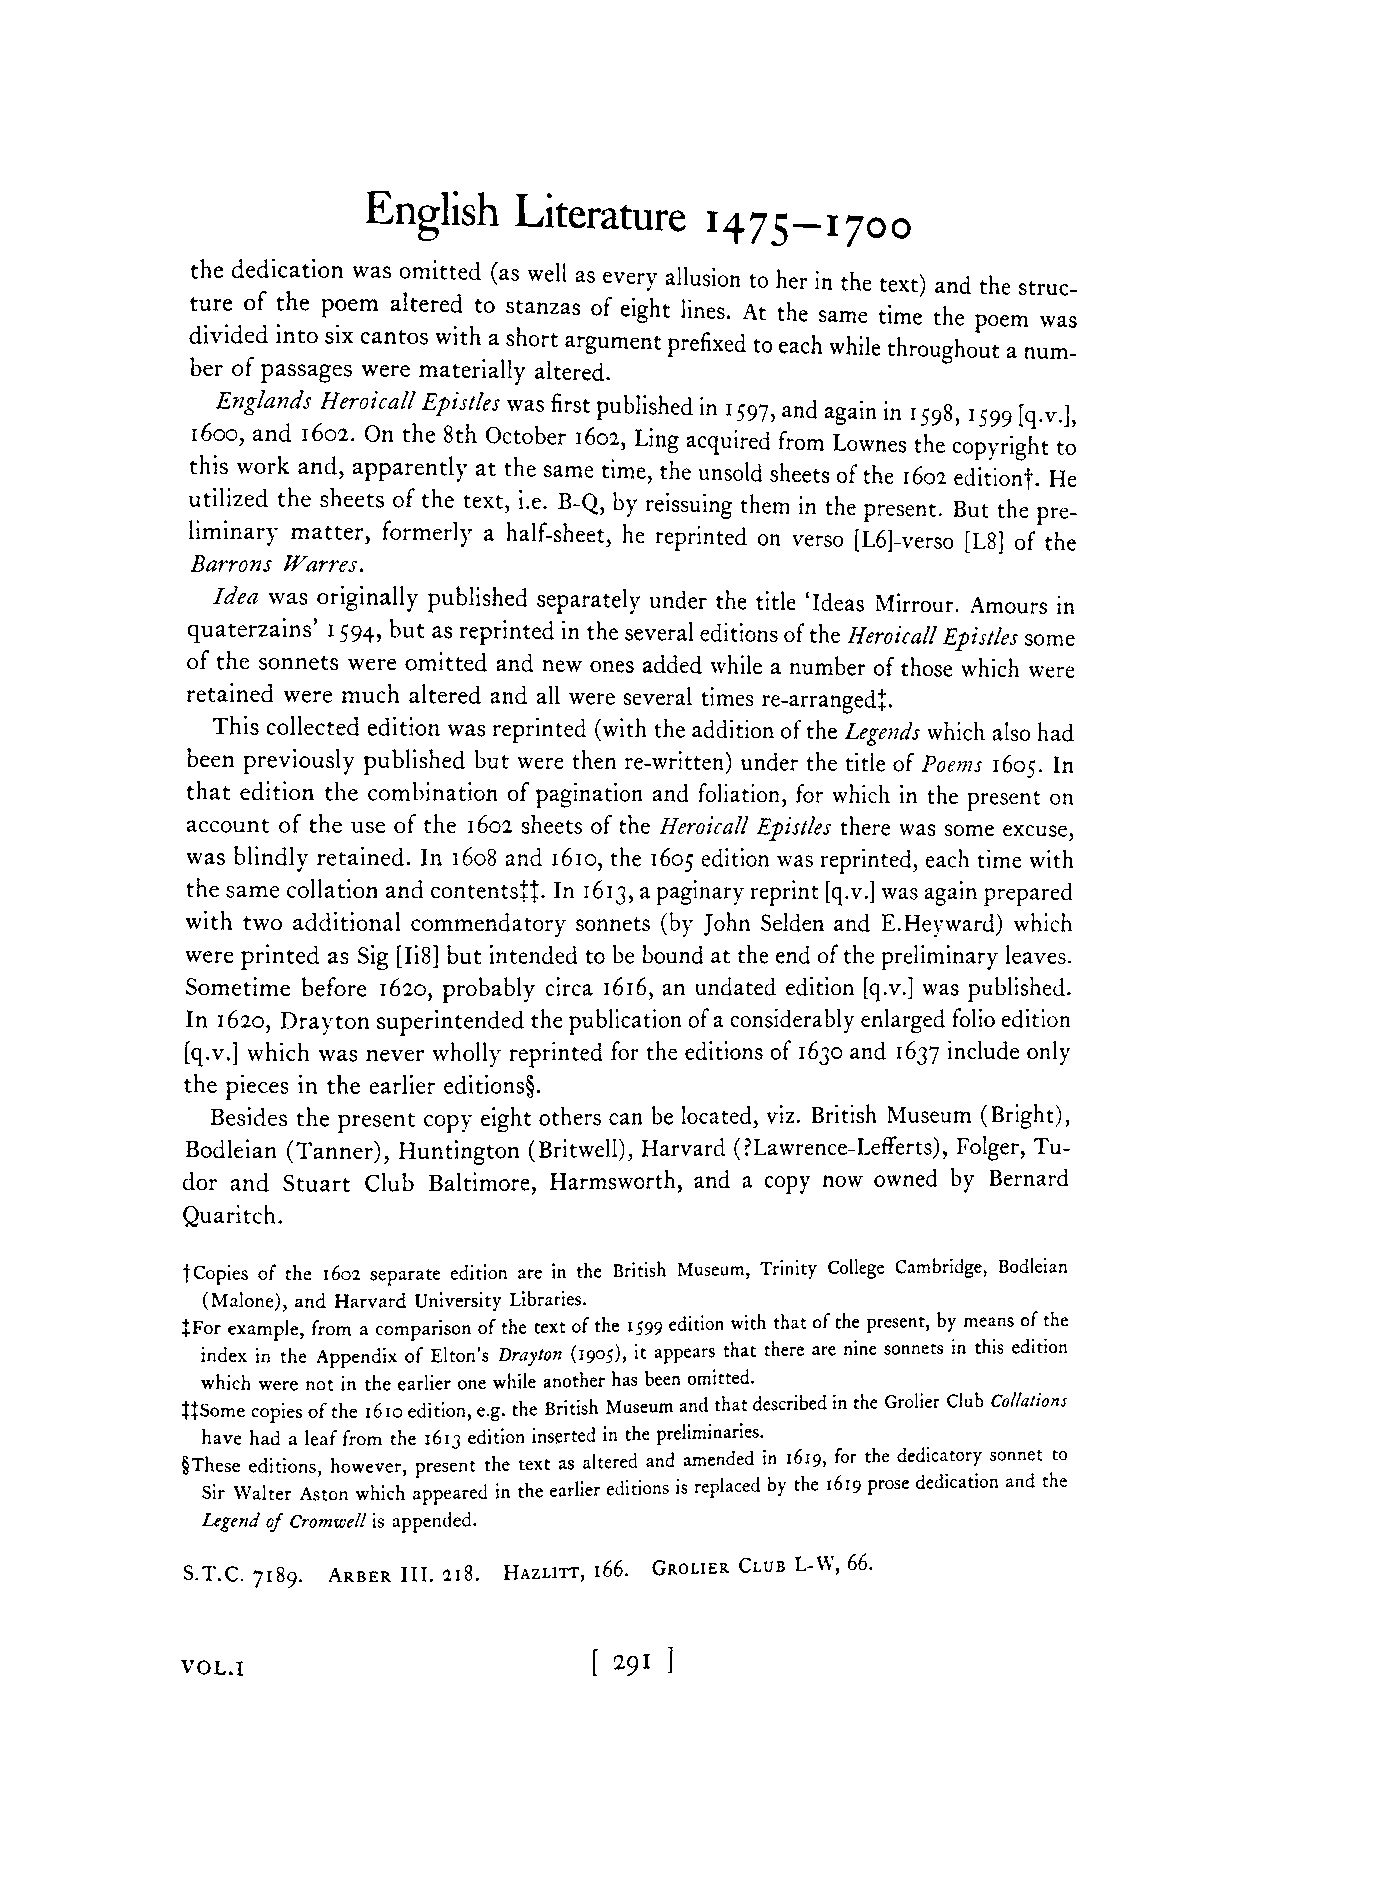 English Literature 1475–1700
the dedication was omitted (as well as every allusion to her in the text) and the struc-
ture of the poem altered to stanzas of eight lines. At the same time the poem was
divided into six cantos with a short argument prefixed to each while throughout a num-
ber of passages were materially altered.
Englands Heroicall Epistles was first published in 1597, and again in 1598, 1599 [q.v.],
1600, and 1602. On the 8th October 1602, Ling acquired from Lownes the copyright to
this work and, apparently at the same time, the unsold sheets of the 1602 edition†. He
utilized the sheets of the text, i.e. B-Q, by reissuing them in the present. But the pre-
liminary matter, formerly a half-sheet, he reprinted on verso [L6]-verso [L8] of the
Barrons Warres.
Idea was originally published separately under the title 'Ideas Mirrour. Amours in
quaterzains' 1594, but as reprinted in the several editions of the Heroicall Epistles some
of the sonnets were omitted and new ones added while a number of those which were
retained were much altered and all were several times re-arranged‡.
This collected edition was reprinted (with the addition of the Legends which also had
been previously published but were then re-written) under the title of Poems 1605. In
that edition the combination of pagination and foliation, for which in the present on
account of the use of the 1602 sheets of the Heroicall Epistles there was some excuse,
was blindly retained. In 1608 and 1610, the 1605 edition was reprinted, each time with
the same collation and contents‡‡. In 1613, a paginary reprint [q.v.] was again prepared
with two additional commendatory sonnets (by John Selden and E.Heyward) which
were printed as Sig [Ii8] but intended to be bound at the end of the preliminary leaves.
Sometime before 1620, probably circa 1616, an undated edition [q.v.] was published.
In 1620, Drayton superintended the publication of a considerably enlarged folio edition
[q.v.] which was never wholly reprinted for the editions of 1630 and 1637 include only
the pieces in the earlier editions§.
Besides the present copy eight others can be located, viz. British Museum (Bright),
Bodleian (Tanner), Huntington (Britwell), Harvard (?Lawrence-Lefferts), Folger, Tu-
dor and Stuart Club Baltimore, Harmsworth, and a copy now owned by Bernard
Quaritch.
†Copies of the 1602 separate edition are in the British Museum, Trinity College Cambridge, Bodleian
(Malone), and Harvard University Libraries.
‡For example, from a comparison of the text of the 1599 edition with that of the present, by means of the
index in the Appendix of Elton's Drayton (1905), it appears that there are nine sonnets in this edition
which were not in the earlier one while another has been omitted.
‡‡Some copies of the 1610 edition, e.g. the British Museum and that described in the Grolier Club Collations
have had a leaf from the 1613 edition inserted in the preliminaries.
§These editions, however, present the text as altered and amended in 1619, for the dedicatory sonnet to
Sir Walter Aston which appeared in the earlier editions is replaced by the 1619 prose dedication and the
Legend of Cromwell is appended.
S.T.C. 7189. ARBER III. 218. HAZLITT, 166. GROLIER CLUB L-W, 66.
VOL.I [ 291 ]